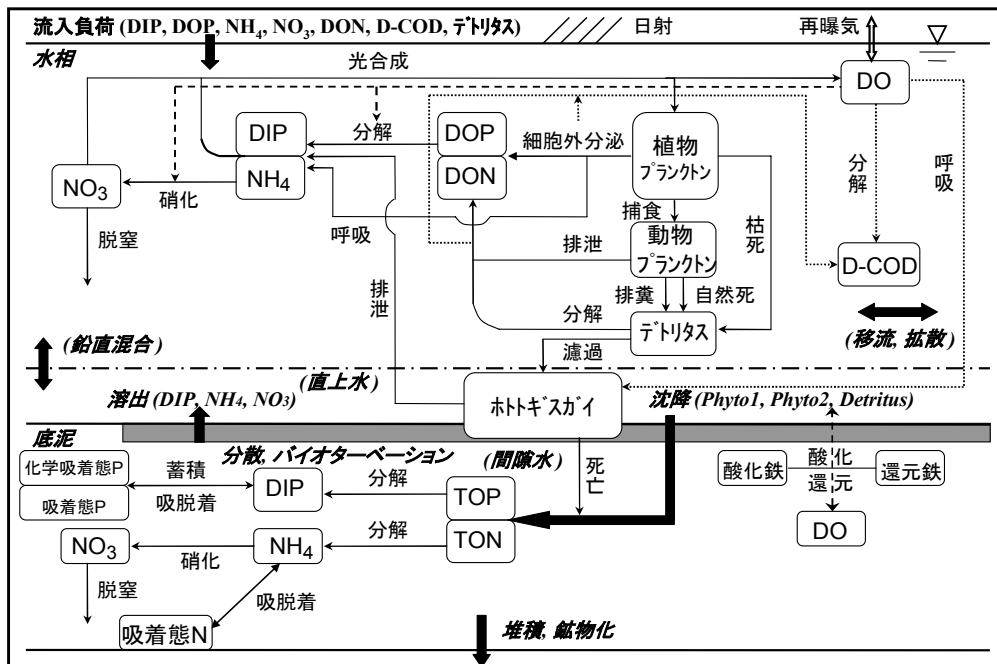 流入負荷 (DIP, DOP, NH4, NO3, DON, D-COD, ﾃﾞﾄﾘﾀｽ)
日射
再曝気
水相
光合成
DO
DIP
NH4
分解
DOP
DON
細胞外分泌
植物
ﾌﾟﾗﾝｸﾄﾝ
分解
呼吸
NO3
硝化
捕食
枯死
脱窒
呼吸
排泄
動物
ﾌﾟﾗﾝｸﾄﾝ
D-COD
排泄
排糞
自然死
分解
ﾃﾞﾄﾘﾀｽ
(移流, 拡散)
(鉛直混合)
濾過
(直上水)
溶出 (DIP, NH4, NO3)
ﾎﾄﾄｷﾞｽｶﾞｲ
沈降 (Phyto1, Phyto2, Detritus)
底泥
分散, バイオターベーション
(間隙水)
死亡
化学吸着態P
吸着態P
蓄積
吸脱着
DIP
分解
TOP
TON
酸化鉄
酸化
還元
還元鉄
DO
NO3
硝化
NH4
分解
脱窒
吸脱着
吸着態N
堆積, 鉱物化